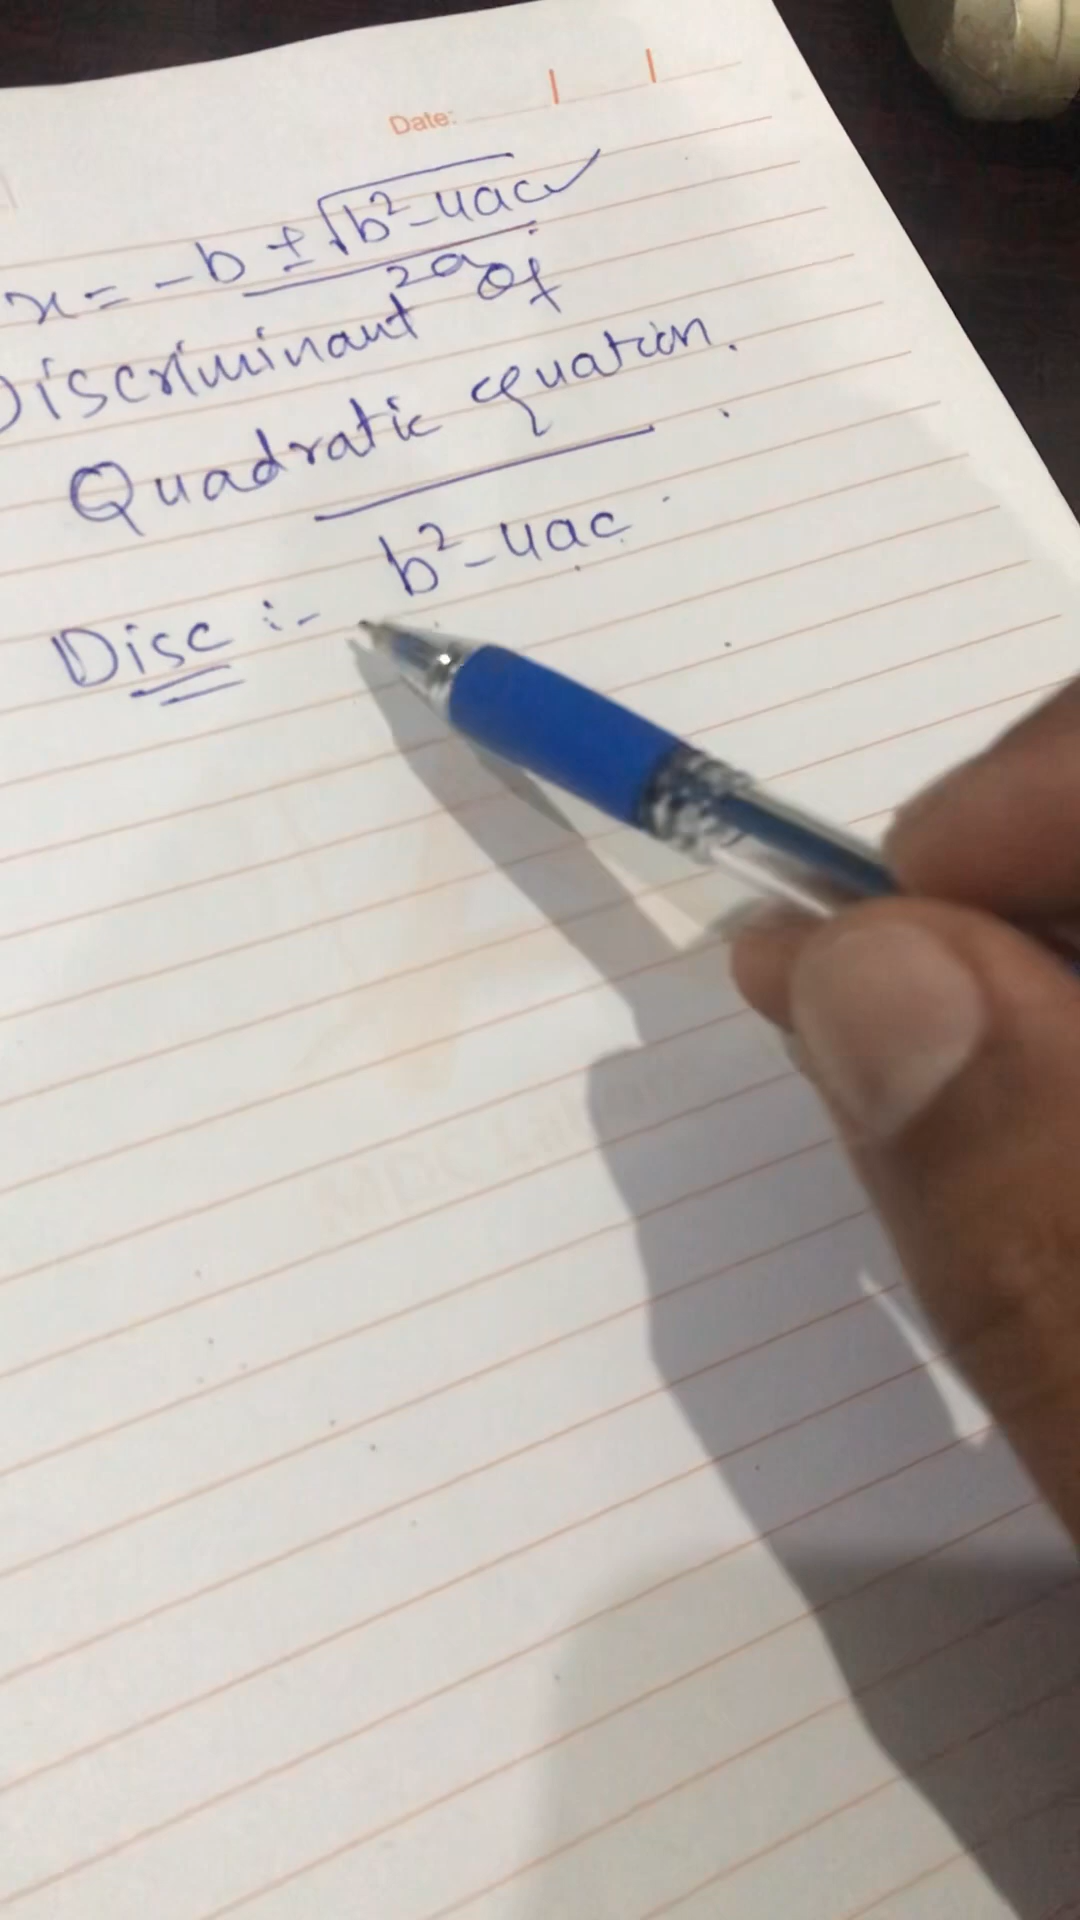 Date:
x = -b ± √b²-4ac
2a
Discriminant of
Quadratic equation.
b²-4ac
Disc :-